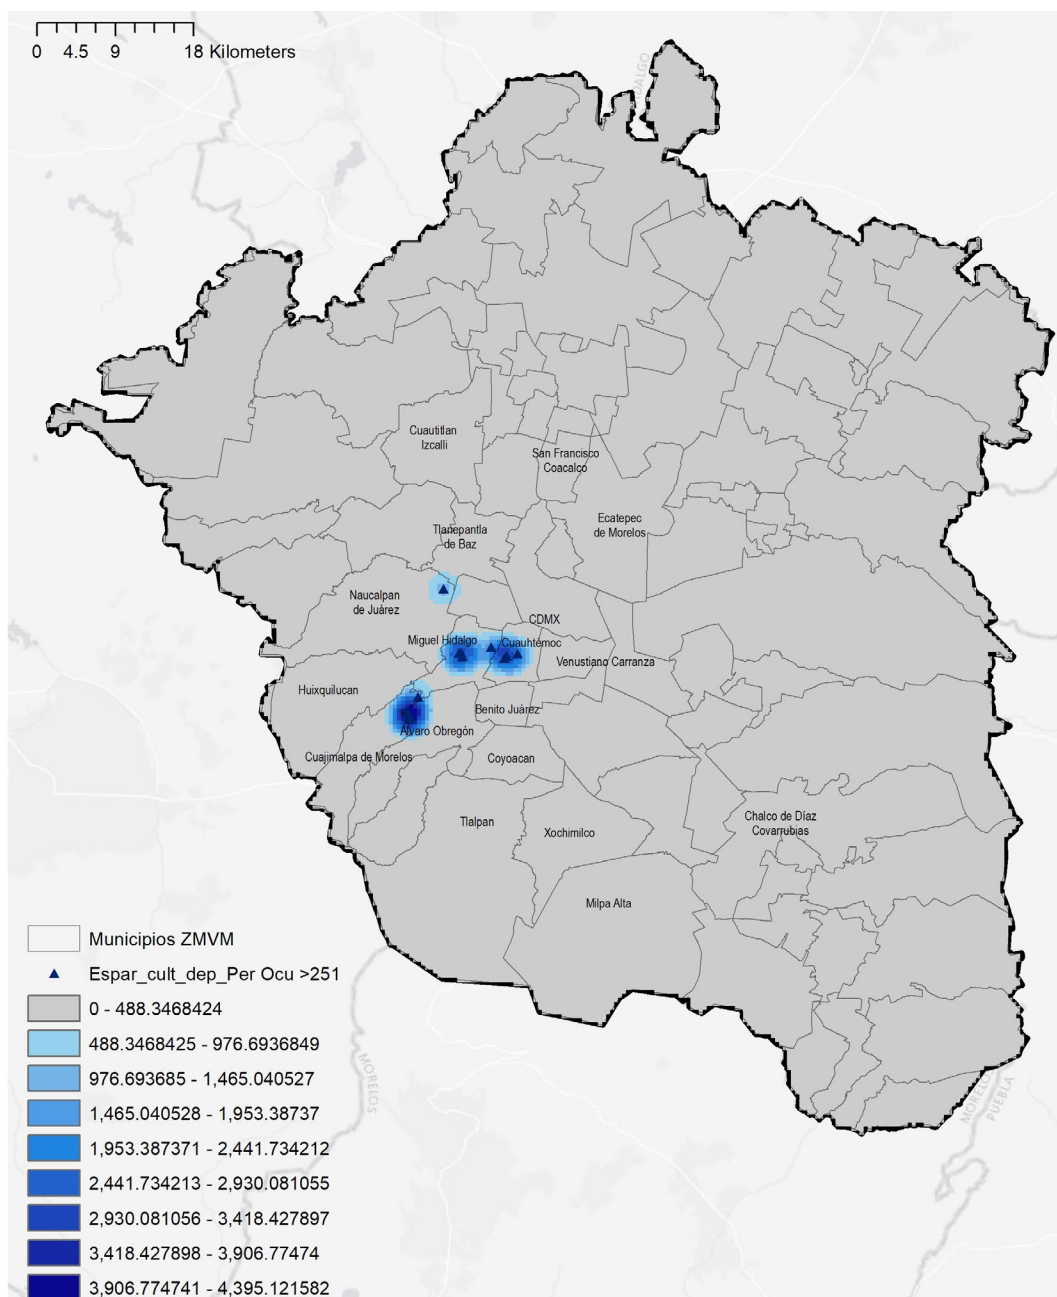 0 4.5 9 18 Kilometers
HIDALGO
Cuautitlan
Izcalli
San Francisco
Coacalco
Ecatepec
de Morelos
Tlanepantla
de Baz
Naucalpan
de Juárez
CDMX
Miguel Hidalgo
Cuauhtémoc
Venustiano Carranza
Huixquilucan
Benito Juárez
Álvaro Obregón
Cuajimalpa de Morelos
Coyoacan
Tlalpan
Xochimilco
Chalco de Díaz
Covarrubias
Milpa Alta
MORELOS
MORELOS
PUEBLA
Municipios ZMVM
Espar_cult_dep_Per Ocu >251
0 - 488.3468424
488.3468425 - 976.6936849
976.693685 - 1,465.040527
1,465.040528 - 1,953.38737
1,953.387371 - 2,441.734212
2,441.734213 - 2,930.081055
2,930.081056 - 3,418.427897
3,418.427898 - 3,906.77474
3,906.774741 - 4,395.121582